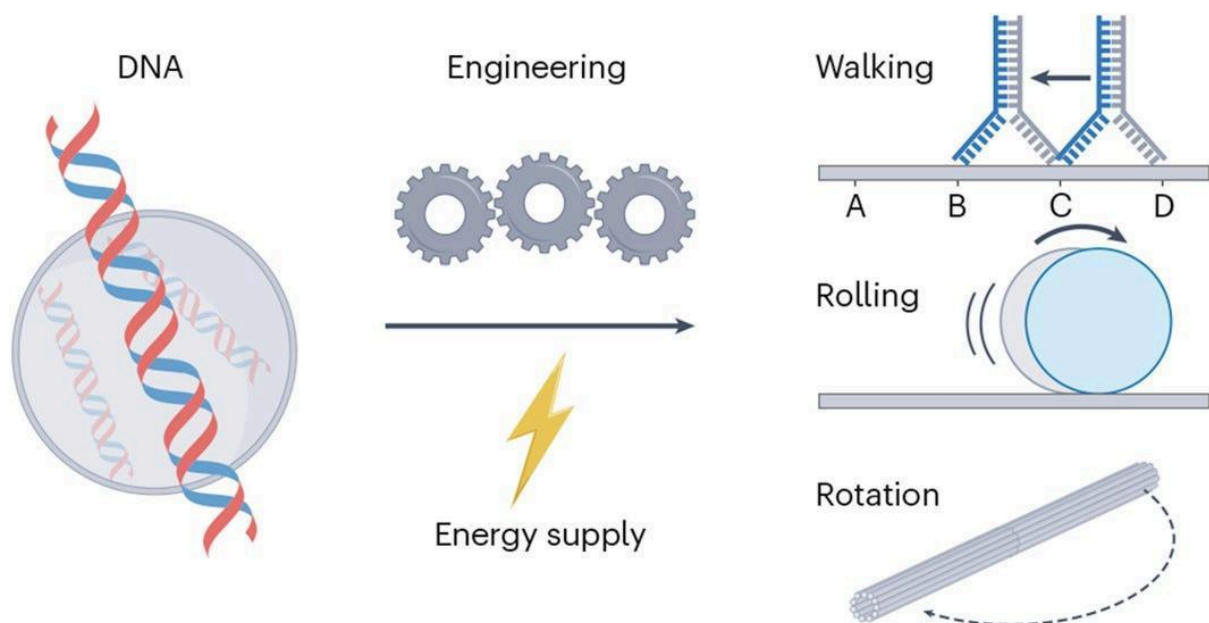 DNA
Engineering
Energy supply
Walking
A B C D
Rolling
Rotation